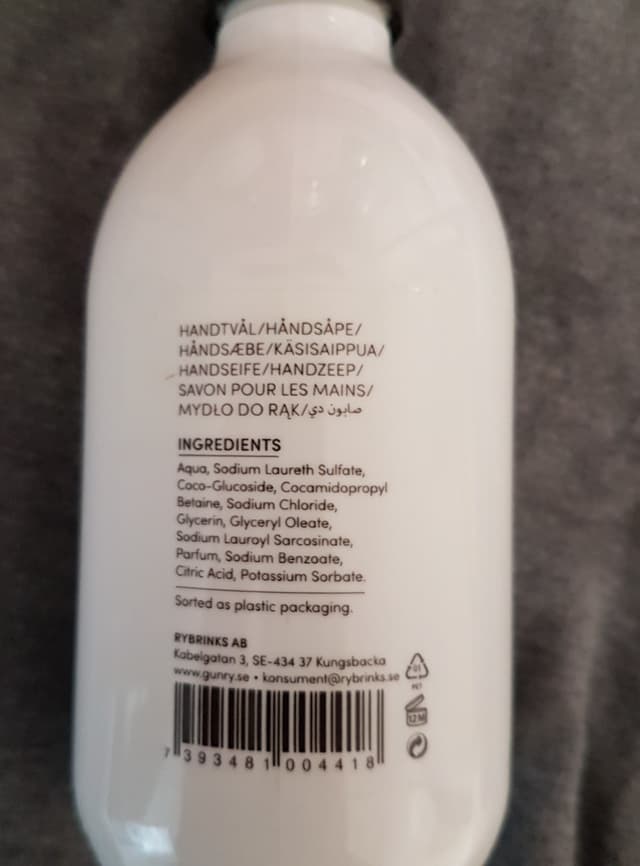 HANDTVÅL/HÅNDSÅPE/
HÅNDSÆBE/KÄSISAIPPUA/
HANDSEIFE/HANDZEEP/
SAVON POUR LES MAINS/
MYDŁO DO RĄK/صابون دي
INGREDIENTS
Aqua, Sodium Laureth Sulfate,
Coco-Glucoside, Cocamidopropyl
Betaine, Sodium Chloride,
Glycerin, Glyceryl Oleate,
Sodium Lauroyl Sarcosinate,
Parfum, Sodium Benzoate,
Citric Acid, Potassium Sorbate.
Sorted as plastic packaging.
RYBRINKS AB
Kabelgatan 3, SE-434 37 Kungsbacka
www.gunry.se • konsument@rybrinks.se
01
PET
12M
7 393481 004418